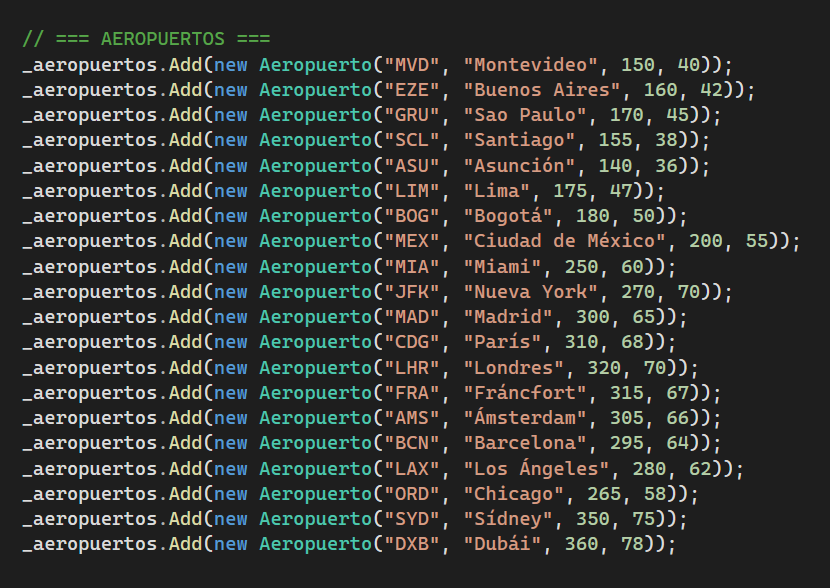 // === AEROPUERTOS ===
_aeropuertos.Add(new Aeropuerto("MVD", "Montevideo", 150, 40));
_aeropuertos.Add(new Aeropuerto("EZE", "Buenos Aires", 160, 42));
_aeropuertos.Add(new Aeropuerto("GRU", "Sao Paulo", 170, 45));
_aeropuertos.Add(new Aeropuerto("SCL", "Santiago", 155, 38));
_aeropuertos.Add(new Aeropuerto("ASU", "Asunción", 140, 36));
_aeropuertos.Add(new Aeropuerto("LIM", "Lima", 175, 47));
_aeropuertos.Add(new Aeropuerto("BOG", "Bogotá", 180, 50));
_aeropuertos.Add(new Aeropuerto("MEX", "Ciudad de México", 200, 55));
_aeropuertos.Add(new Aeropuerto("MIA", "Miami", 250, 60));
_aeropuertos.Add(new Aeropuerto("JFK", "Nueva York", 270, 70));
_aeropuertos.Add(new Aeropuerto("MAD", "Madrid", 300, 65));
_aeropuertos.Add(new Aeropuerto("CDG", "París", 310, 68));
_aeropuertos.Add(new Aeropuerto("LHR", "Londres", 320, 70));
_aeropuertos.Add(new Aeropuerto("FRA", "Fráncfort", 315, 67));
_aeropuertos.Add(new Aeropuerto("AMS", "Ámsterdam", 305, 66));
_aeropuertos.Add(new Aeropuerto("BCN", "Barcelona", 295, 64));
_aeropuertos.Add(new Aeropuerto("LAX", "Los Ángeles", 280, 62));
_aeropuertos.Add(new Aeropuerto("ORD", "Chicago", 265, 58));
_aeropuertos.Add(new Aeropuerto("SYD", "Sídney", 350, 75));
_aeropuertos.Add(new Aeropuerto("DXB", "Dubái", 360, 78));